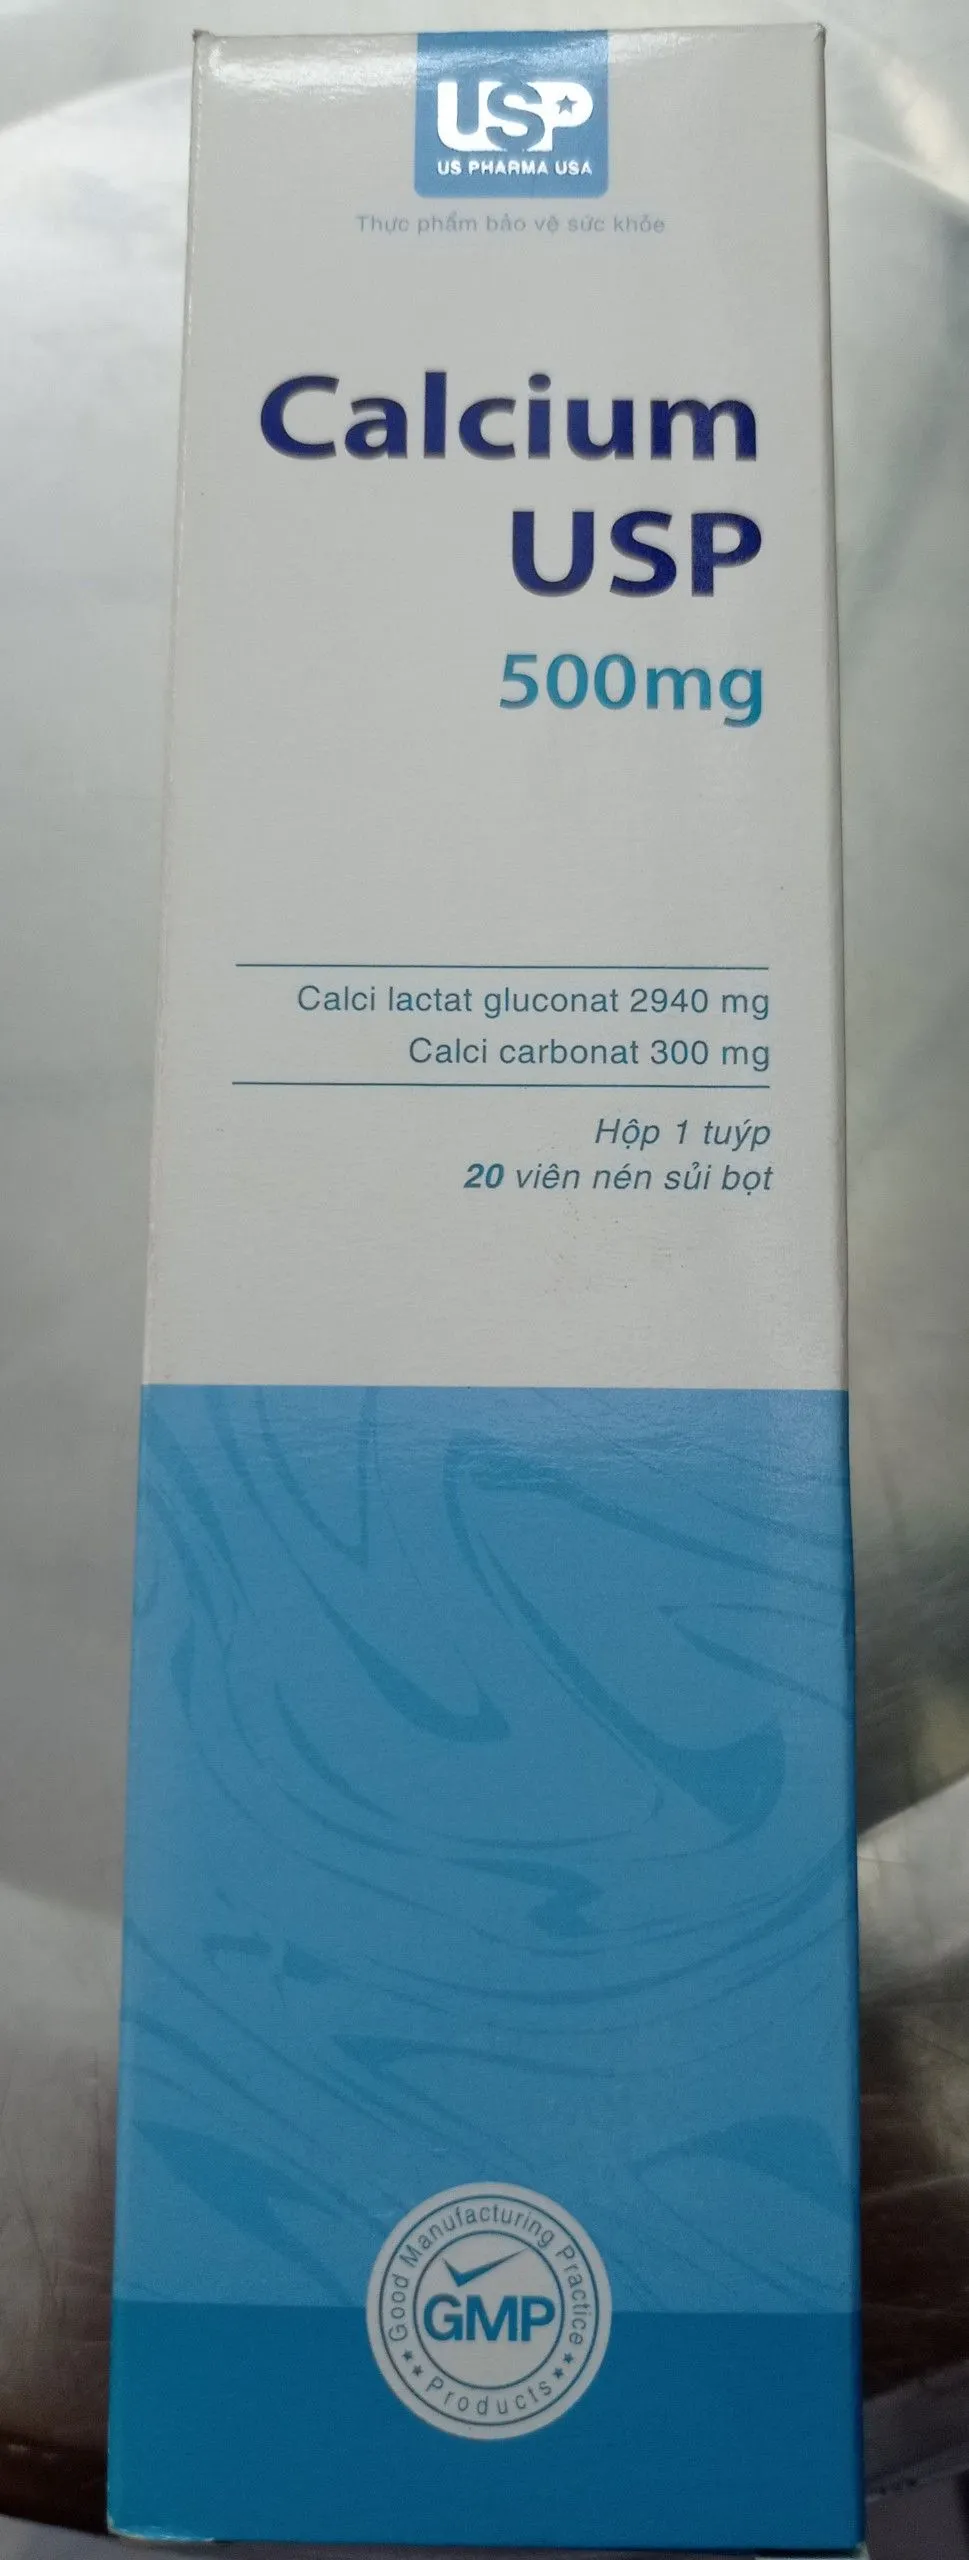 USP
US PHARMA USA
Thực phẩm bảo vệ sức khỏe
Calcium
USP
500mg
Calci lactat gluconat 2940 mg
Calci carbonat 300 mg
Hộp 1 tuýp
20 viên nén sủi bọt
Good Manufacturing Practice
GMP
Products